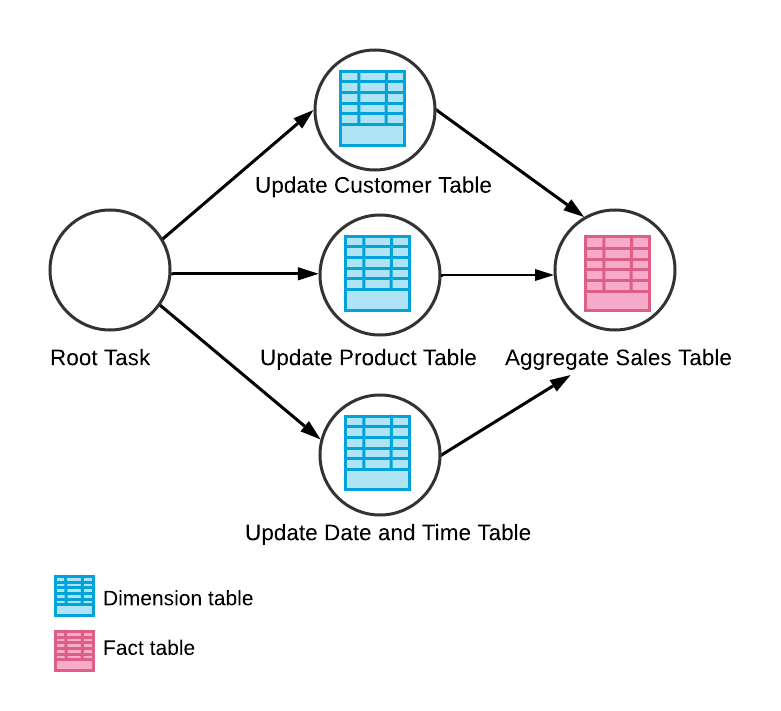 Update Customer Table
Root Task
Update Product Table
Aggregate Sales Table
Update Date and Time Table
Dimension table
Fact table